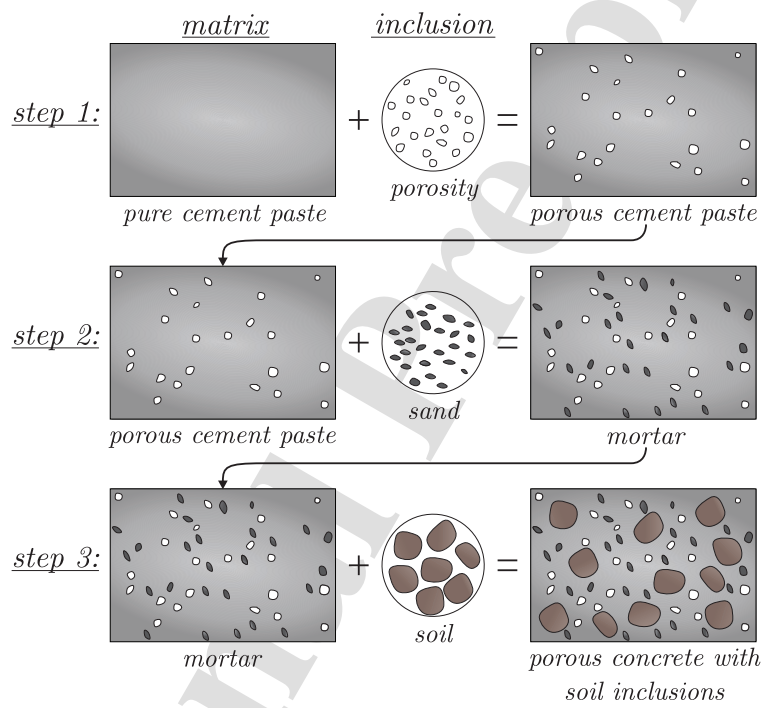 matrix inclusion
step 1: + =
pure cement paste porosity porous cement paste
step 2: + =
porous cement paste sand mortar
step 3: + =
mortar soil porous concrete with
soil inclusions